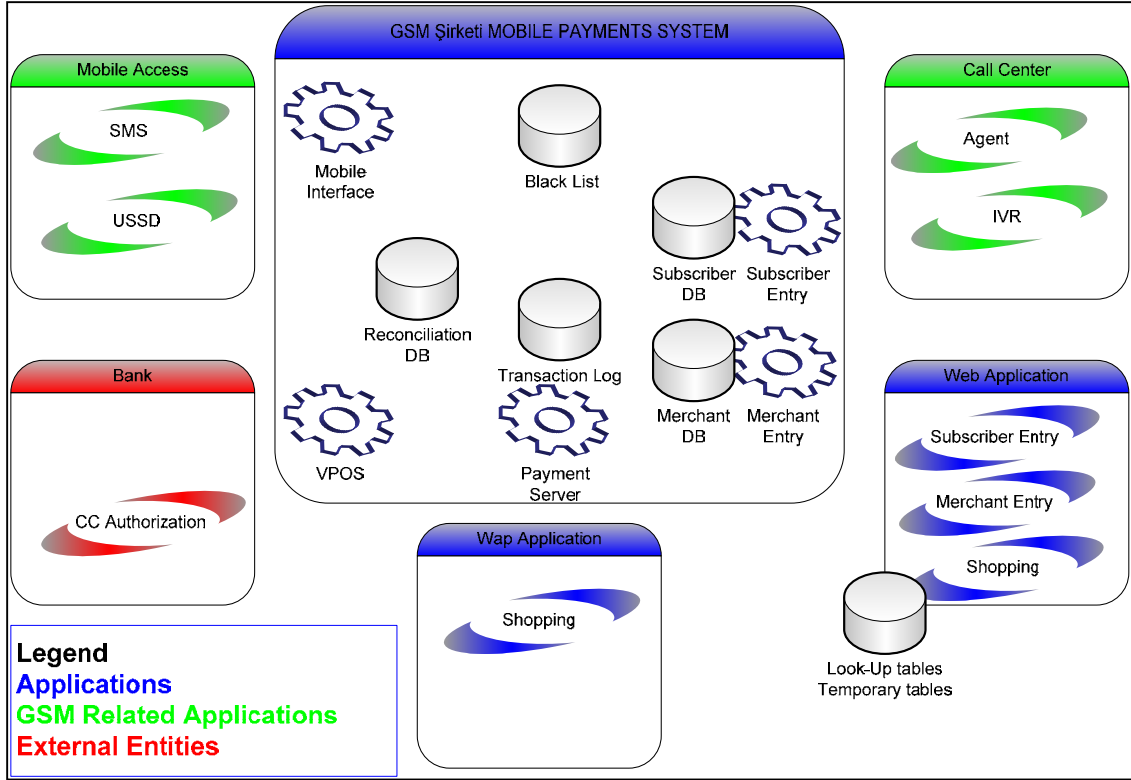 GSM Şirketi MOBILE PAYMENTS SYSTEM
Mobile Access
SMS
USSD
Call Center
Agent
IVR
Mobile
Interface
Black List
Subscriber
DB
Subscriber
Entry
Reconciliation
DB
Transaction Log
Merchant
DB
Merchant
Entry
VPOS
Payment
Server
Bank
CC Authorization
Web Application
Subscriber Entry
Merchant Entry
Shopping
Wap Application
Shopping
Look-Up tables
Temporary tables
Legend
Applications
GSM Related Applications
External Entities